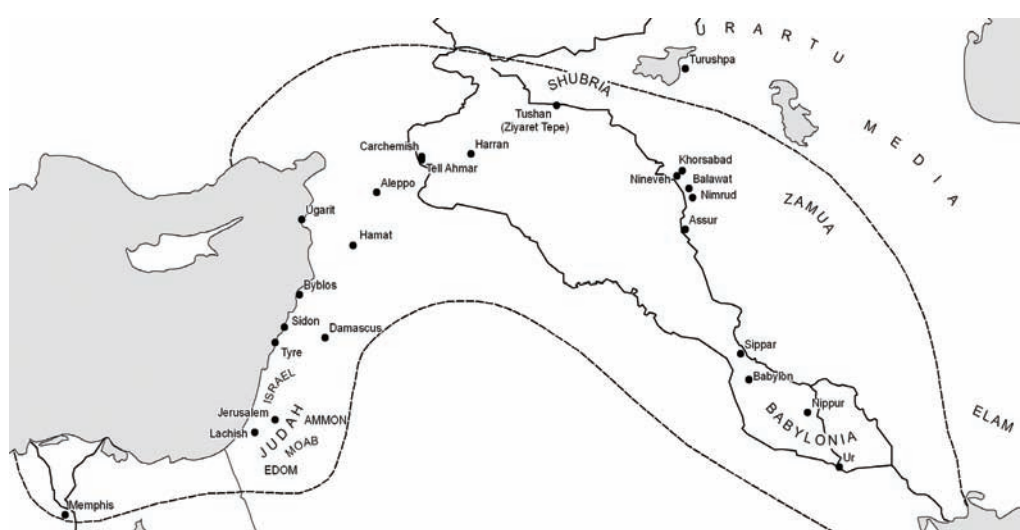 URARTU
Turushpa
SHUBRIA
Tushan
(Ziyaret Tepe)
MEDIA
Carchemish
Harran
Tell Ahmar
Khorsabad
Nineveh
Balawat
Aleppo
Nimrud
ZAMUA
Ugarit
Assur
Hamat
Byblos
Sidon
Damascus
Tyre
Sippar
ISRAEL
Babylon
Jerusalem
AMMON
Nippur
ELAM
Lachish
JUDAH
MOAB
BABYLONIA
EDOM
Ur
Memphis